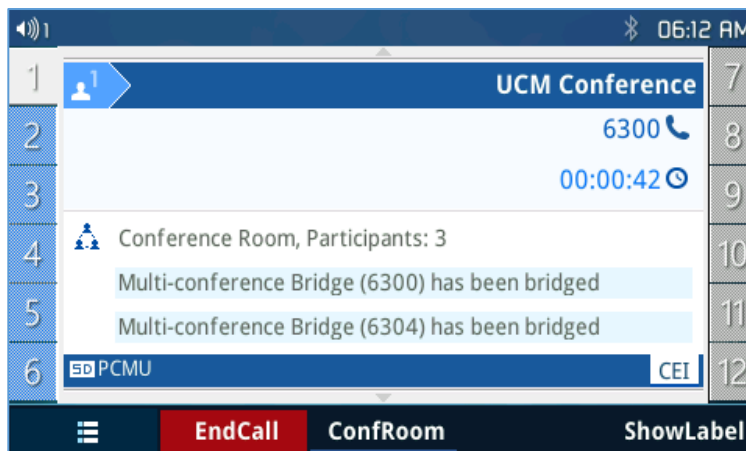 1 06:12 AM
1 7
1 UCM Conference
2 6300 8
3 00:00:42 9
4 Conference Room, Participants: 3 10
Multi-conference Bridge (6300) has been bridged
5 Multi-conference Bridge (6304) has been bridged 11
6 SD PCMU CEI 12
EndCall ConfRoom ShowLabel